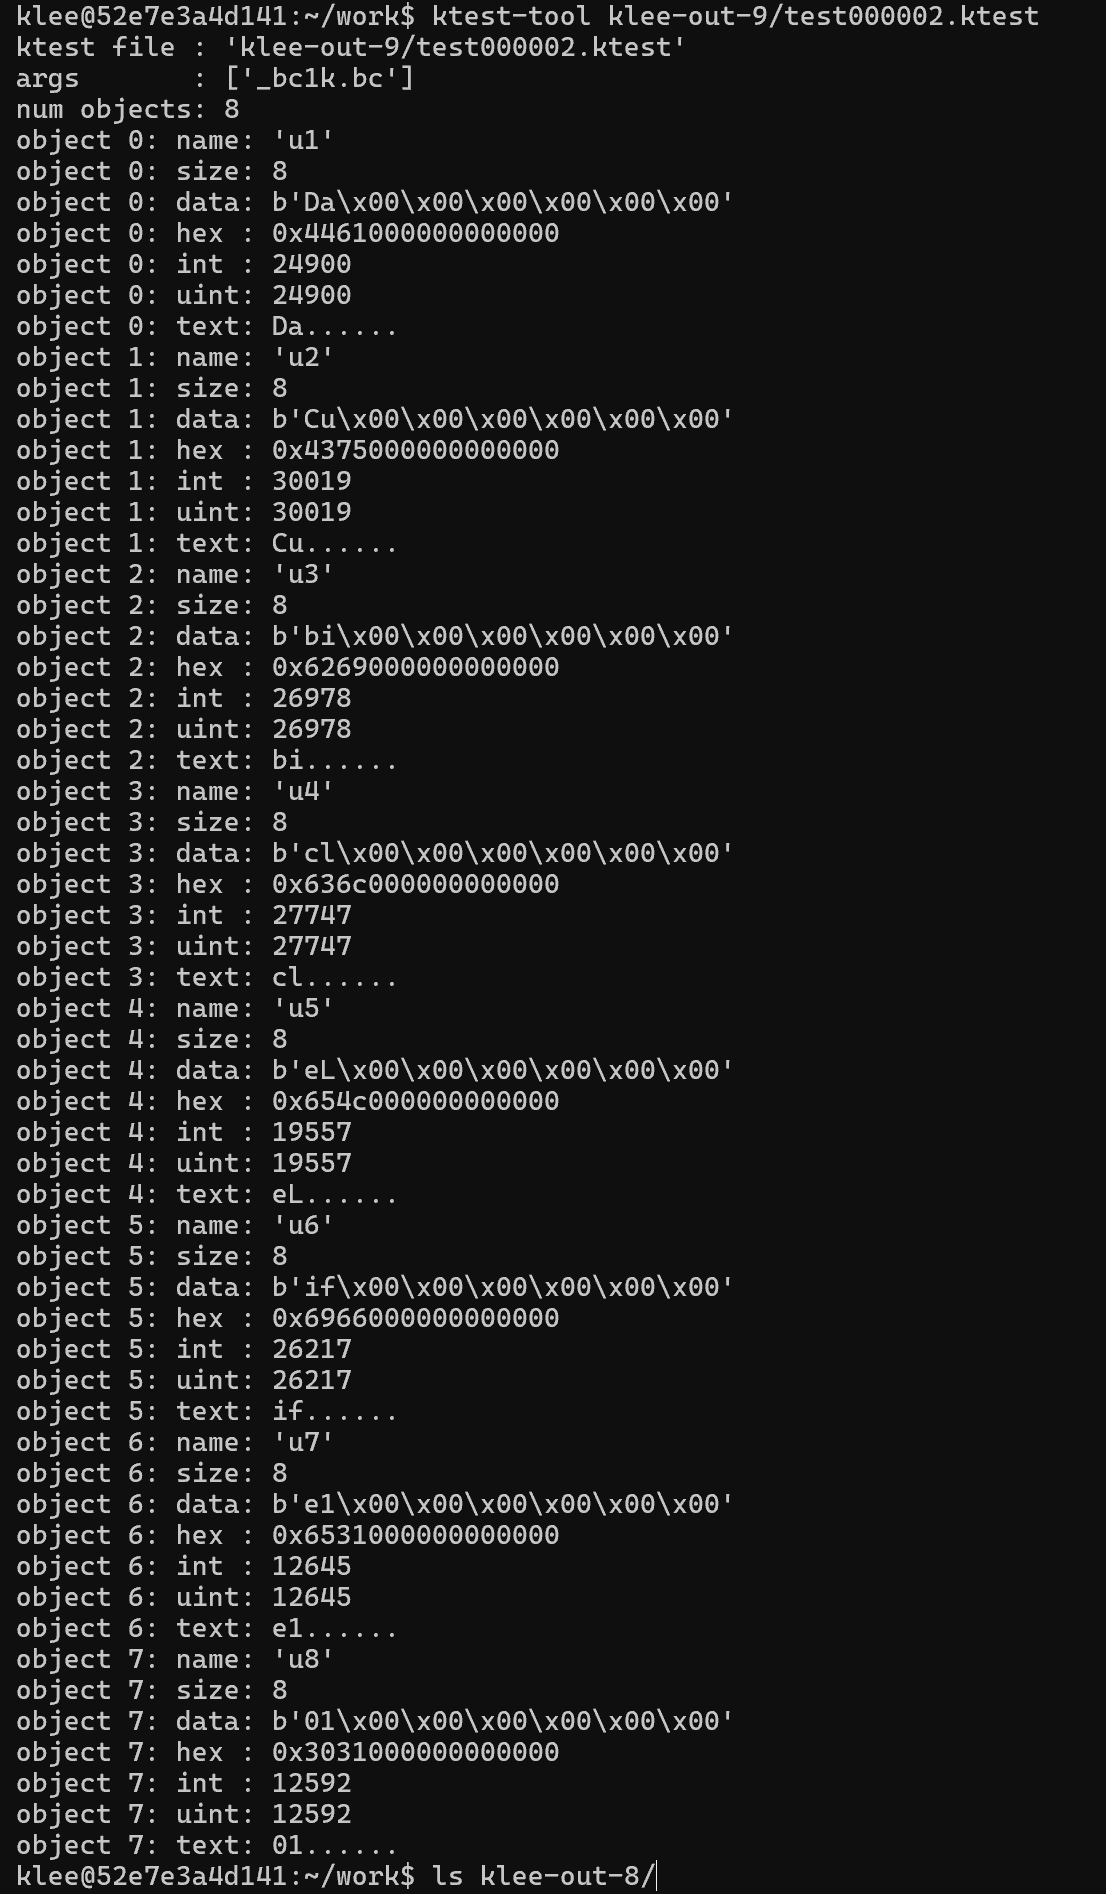 klee@52e7e3a4d141:~/work$ ktest-tool klee-out-9/test000002.ktest
ktest file : 'klee-out-9/test000002.ktest'
args       : ['_bc1k.bc']
num objects: 8
object 0: name: 'u1'
object 0: size: 8
object 0: data: b'Da\x00\x00\x00\x00\x00\x00'
object 0: hex : 0x4461000000000000
object 0: int : 24900
object 0: uint: 24900
object 0: text: Da......
object 1: name: 'u2'
object 1: size: 8
object 1: data: b'Cu\x00\x00\x00\x00\x00\x00'
object 1: hex : 0x4375000000000000
object 1: int : 30019
object 1: uint: 30019
object 1: text: Cu......
object 2: name: 'u3'
object 2: size: 8
object 2: data: b'bi\x00\x00\x00\x00\x00\x00'
object 2: hex : 0x6269000000000000
object 2: int : 26978
object 2: uint: 26978
object 2: text: bi......
object 3: name: 'u4'
object 3: size: 8
object 3: data: b'cl\x00\x00\x00\x00\x00\x00'
object 3: hex : 0x636c000000000000
object 3: int : 27747
object 3: uint: 27747
object 3: text: cl......
object 4: name: 'u5'
object 4: size: 8
object 4: data: b'eL\x00\x00\x00\x00\x00\x00'
object 4: hex : 0x654c000000000000
object 4: int : 19557
object 4: uint: 19557
object 4: text: eL......
object 5: name: 'u6'
object 5: size: 8
object 5: data: b'if\x00\x00\x00\x00\x00\x00'
object 5: hex : 0x6966000000000000
object 5: int : 26217
object 5: uint: 26217
object 5: text: if......
object 6: name: 'u7'
object 6: size: 8
object 6: data: b'e1\x00\x00\x00\x00\x00\x00'
object 6: hex : 0x6531000000000000
object 6: int : 12645
object 6: uint: 12645
object 6: text: e1......
object 7: name: 'u8'
object 7: size: 8
object 7: data: b'01\x00\x00\x00\x00\x00\x00'
object 7: hex : 0x3031000000000000
object 7: int : 12592
object 7: uint: 12592
object 7: text: 01......
klee@52e7e3a4d141:~/work$ ls klee-out-8/